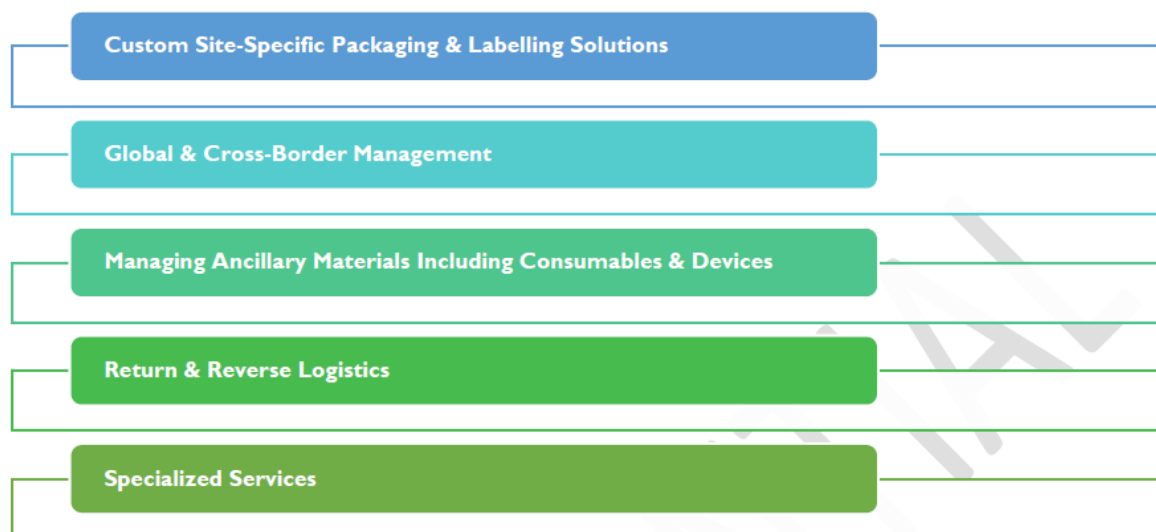 Custom Site-Specific Packaging & Labelling Solutions
Global & Cross-Border Management
Managing Ancillary Materials Including Consumables & Devices
Return & Reverse Logistics
Specialized Services